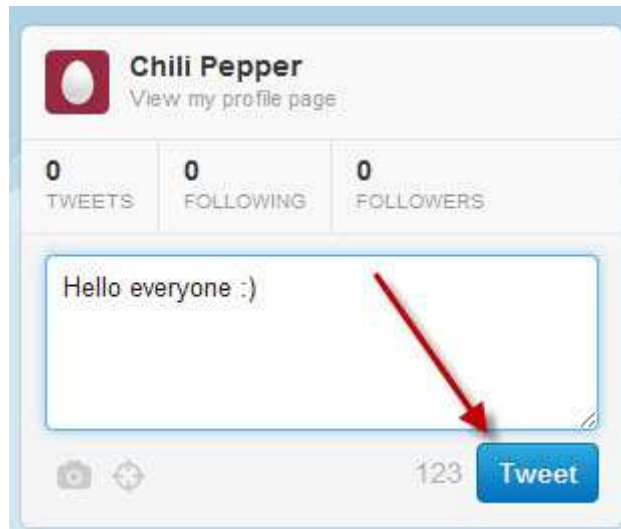 Chili Pepper
View my profile page
0 0 0
TWEETS FOLLOWING FOLLOWERS
Hello everyone :)
123 Tweet